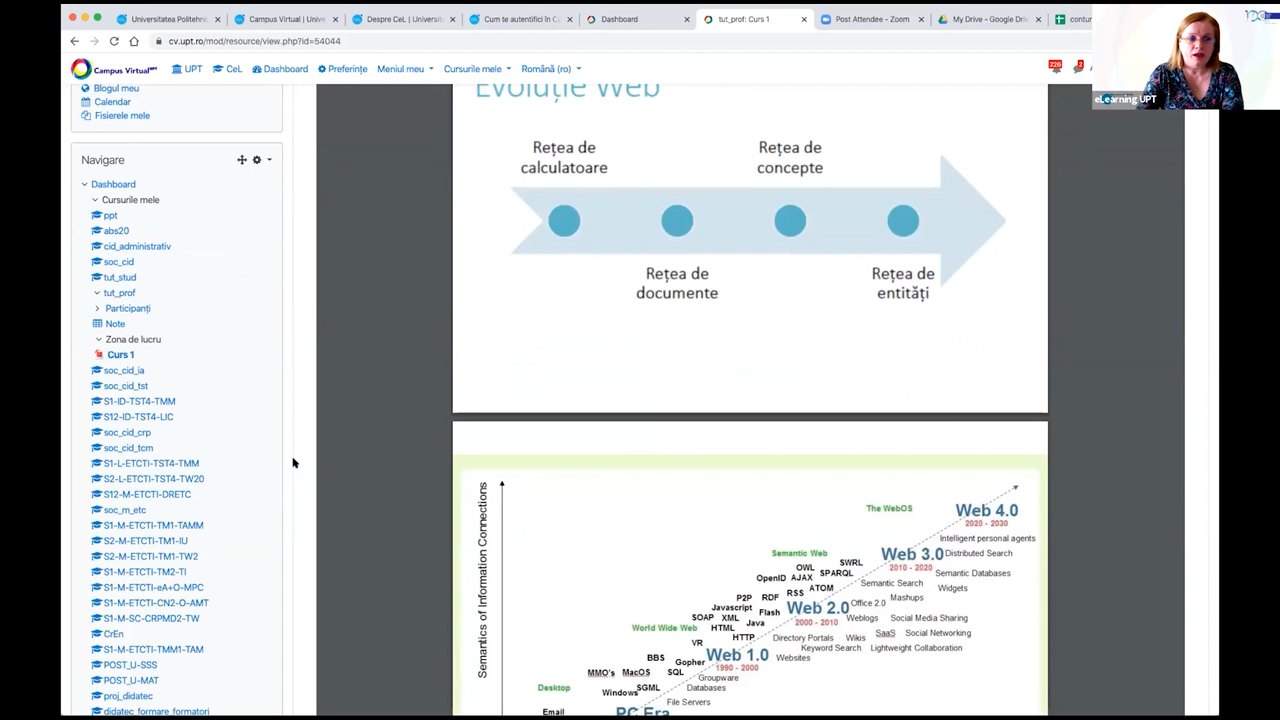 Universitatea Politehnic
Campus Virtual | Unive
Despre CeL | Universita
Cum te autentifici în Ca
Dashboard
tut_prof: Curs 1
Post Attendee - Zoom
My Drive - Google Driv
contur
cv.upt.ro/mod/resource/view.php?id=54044
Campus Virtual UPT
UPT
CeL
Dashboard
Preferințe
Meniul meu
Cursurile mele
Română (ro)
226
2
eLearning UPT
Blogul meu
Calendar
Fisierele mele
Navigare
Dashboard
Cursurile mele
ppt
abs20
cid_administrativ
soc_cid
tut_stud
tut_prof
Participanți
Note
Zona de lucru
Curs 1
soc_cid_ia
soc_cid_tst
S1-ID-TST4-TMM
S12-ID-TST4-LIC
soc_cid_crp
soc_cid_tcm
S1-L-ETCTI-TST4-TMM
S2-L-ETCTI-TST4-TW20
S12-M-ETCTI-DRETC
soc_m_etc
S1-M-ETCTI-TM1-TAMM
S2-M-ETCTI-TM1-IU
S2-M-ETCTI-TM1-TW2
S1-M-ETCTI-TM2-TI
S1-M-ETCTI-eA+O-MPC
S1-M-ETCTI-CN2-O-AMT
S1-M-SC-CRPMD2-TW
CrEn
S1-M-ETCTI-TMM1-TAM
POST_U-SSS
POST_U-MAT
proj_didatec
didatec_formare_formatori
Evoluție Web
Rețea de
calculatoare
Rețea de
concepte
Rețea de
documente
Rețea de
entități
Semantics of Information Connections
The WebOS
Web 4.0
2020 - 2030
Intelligent personal agents
Semantic Web
SWRL
Web 3.0
2010 - 2020
Distributed Search
OWL
SPARQL
OpenID
AJAX
Semantic Databases
ATOM
Semantic Search
Widgets
RSS
P2P
RDF
Mashups
Javascript
Flash
Web 2.0
2000 - 2010
Office 2.0
SOAP
XML
Java
Weblogs
Social Media Sharing
World Wide Web
HTML
HTTP
Directory Portals
Wikis
SaaS
Social Networking
VR
Keyword Search
Lightweight Collaboration
BBS
Gopher
Web 1.0
1990 - 2000
Websites
MMO's
MacOS
SQL
Groupware
Desktop
SGML
Databases
Windows
File Servers
Email
PC Era